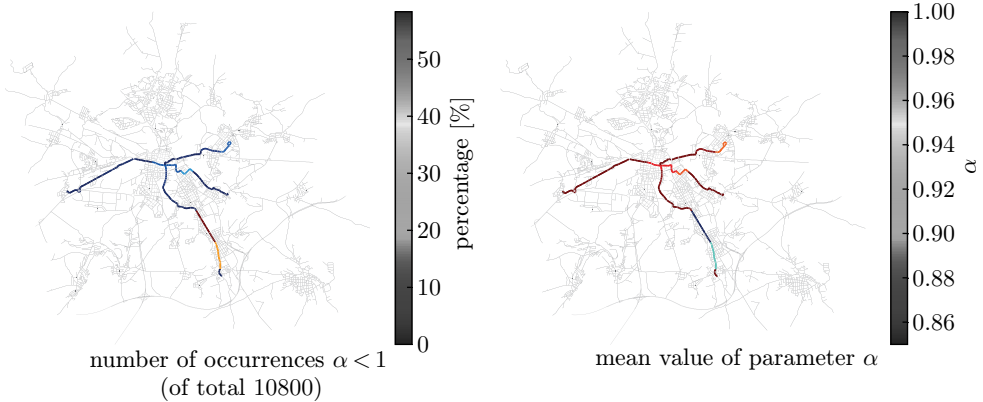 50
40
30
20
10
0
percentage [%]
number of occurrences α < 1
(of total 10800)
1.00
0.98
0.96
0.94
0.92
0.90
0.88
0.86
α
mean value of parameter α